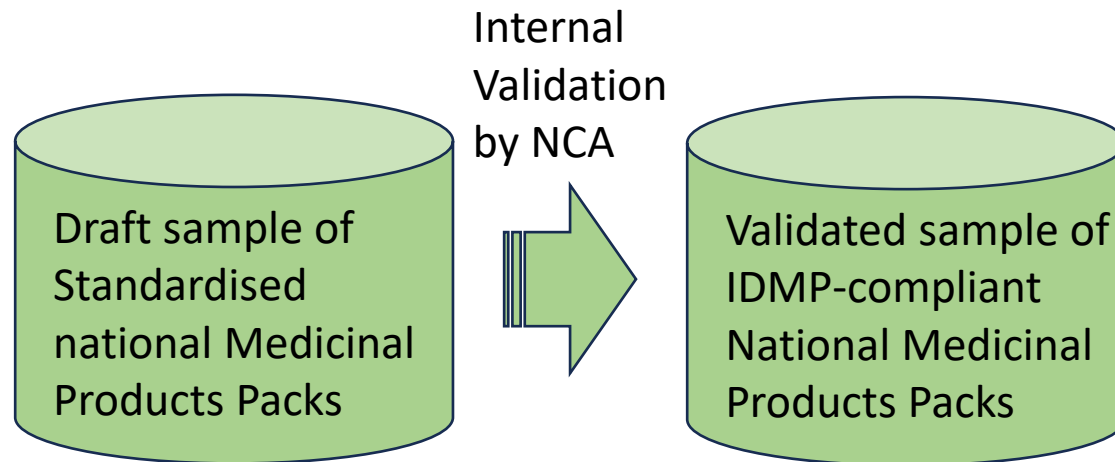 Internal
Validation
by NCA
Draft sample of
Standardised
national Medicinal
Products Packs
Validated sample of
IDMP-compliant
National Medicinal
Products Packs